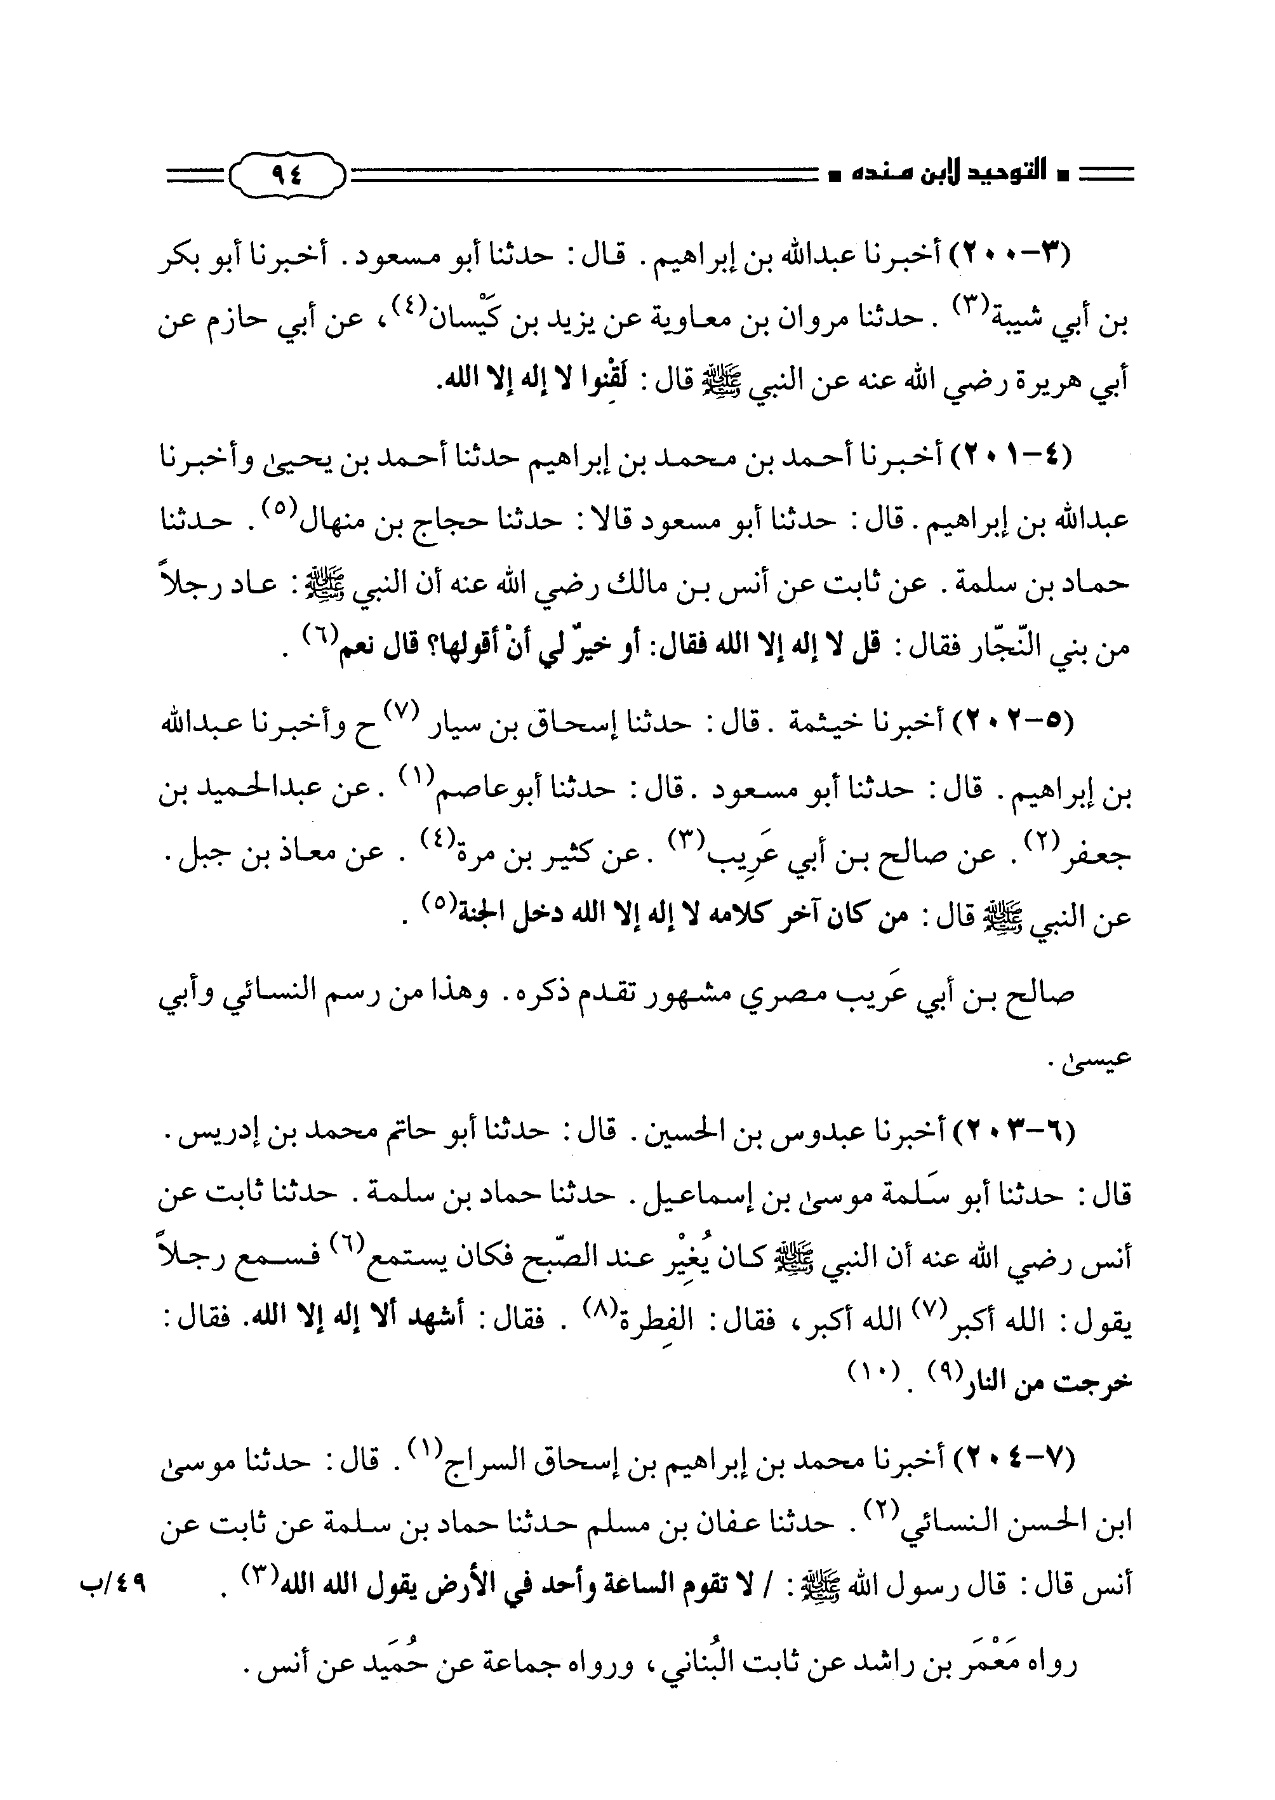 ■ التوحيد لابن منده ■ ٩٤
(٣-٢٠٠) أخبرنا عبدالله بن إبراهيم. قال: حدثنا أبو مسعود. أخبرنا أبو بكر
بن أبي شيبة(٣). حدثنا مروان بن معاوية عن يزيد بن كَيْسان(٤)، عن أبي حازم عن
أبي هريرة رضي الله عنه عن النبي ﷺ قال: لَقِّنوا لا إله إلا الله.
(٤-٢٠١) أخبرنا أحمد بن محمد بن إبراهيم حدثنا أحمد بن يحيىٰ وأخبرنا
عبدالله بن إبراهيم. قال: حدثنا أبو مسعود قالا: حدثنا حجاج بن منهال(٥). حدثنا
حماد بن سلمة. عن ثابت عن أنس بن مالك رضي الله عنه أن النبي ﷺ: عاد رجلاً
من بني النّجّار فقال: قل لا إله إلا الله فقال: أو خيرٌ لي أنْ أقولها؟ قال نعم(٦).
(٥-٢٠٢) أخبرنا خيثمة. قال: حدثنا إسحاق بن سيار (٧)ح وأخبرنا عبدالله
بن إبراهيم. قال: حدثنا أبو مسعود. قال: حدثنا أبوعاصم(١). عن عبدالحميد بن
جعفر(٢). عن صالح بن أبي عَرِيب(٣). عن كثير بن مرة(٤). عن معاذ بن جبل.
عن النبي ﷺ قال: من كان آخر كلامه لا إله إلا الله دخل الجنة(٥).
صالح بن أبي عَريب مصري مشهور تقدم ذكره. وهذا من رسم النسائي وأبي
عيسىٰ.
(٦-٢٠٣) أخبرنا عبدوس بن الحسين. قال: حدثنا أبو حاتم محمد بن إدريس.
قال: حدثنا أبو سَلمة موسىٰ بن إسماعيل. حدثنا حماد بن سلمة. حدثنا ثابت عن
أنس رضي الله عنه أن النبي ﷺ كان يُغِيْر عند الصّبح فكان يستمع(٦) فسمع رجلاً
يقول: الله أكبر(٧) الله أكبر، فقال: الفِطرة(٨). فقال: أشهد ألا إله إلا الله. فقال:
خرجت من النار(٩). (١٠)
(٧-٢٠٤) أخبرنا محمد بن إبراهيم بن إسحاق السراج(١). قال: حدثنا موسىٰ
ابن الحسن النسائي(٢). حدثنا عفان بن مسلم حدثنا حماد بن سلمة عن ثابت عن
أنس قال: قال رسول الله ﷺ: / لا تقوم الساعة وأحد في الأرض يقول الله الله(٣). ٤٩/ب
رواه مَعْمَر بن راشد عن ثابت البُناني، ورواه جماعة عن حُمَيد عن أنس.